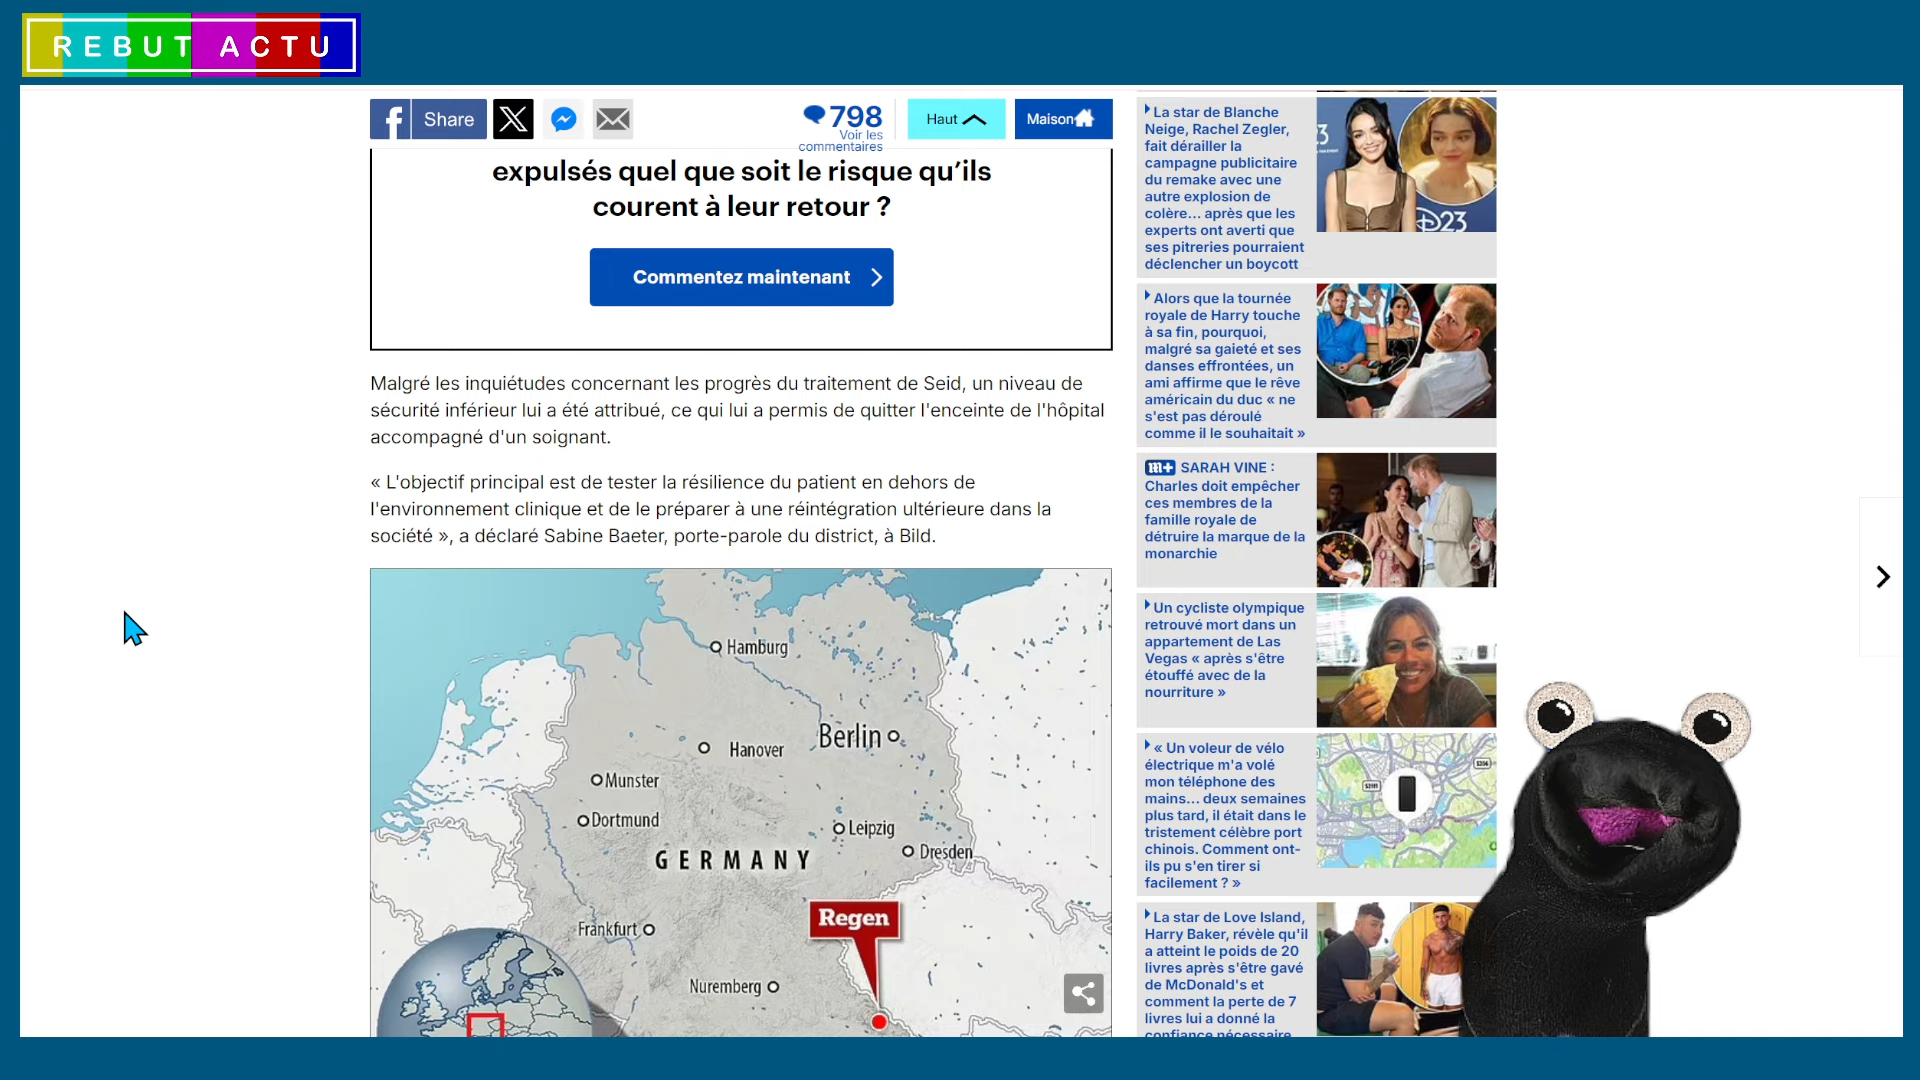 REBUT ACTU
Share
798
Voir les
commentaires
Haut
Maison
expulsés quel que soit le risque qu’ils
courent à leur retour ?
Commentez maintenant
Malgré les inquiétudes concernant les progrès du traitement de Seid, un niveau de
sécurité inférieur lui a été attribué, ce qui lui a permis de quitter l'enceinte de l'hôpital
accompagné d'un soignant.
« L'objectif principal est de tester la résilience du patient en dehors de
l'environnement clinique et de le préparer à une réintégration ultérieure dans la
société », a déclaré Sabine Baeter, porte-parole du district, à Bild.
Hamburg
Berlin
Hanover
Munster
Dortmund
Leipzig
GERMANY
Dresden
Regen
Frankfurt
Nuremberg
La star de Blanche
Neige, Rachel Zegler,
fait dérailler la
campagne publicitaire
du remake avec une
autre explosion de
colère... après que les
experts ont averti que
ses pitreries pourraient
déclencher un boycott
D23
Alors que la tournée
royale de Harry touche
à sa fin, pourquoi,
malgré sa gaieté et ses
danses effrontées, un
ami affirme que le rêve
américain du duc « ne
s'est pas déroulé
comme il le souhaitait »
m+ SARAH VINE :
Charles doit empêcher
ces membres de la
famille royale de
détruire la marque de la
monarchie
Un cycliste olympique
retrouvé mort dans un
appartement de Las
Vegas « après s'être
étouffé avec de la
nourriture »
« Un voleur de vélo
électrique m'a volé
mon téléphone des
mains... deux semaines
plus tard, il était dans le
tristement célèbre port
chinois. Comment ont-
ils pu s'en tirer si
facilement ? »
La star de Love Island,
Harry Baker, révèle qu'il
a atteint le poids de 20
livres après s'être gavé
de McDonald's et
comment la perte de 7
livres lui a donné la
confiance nécessaire